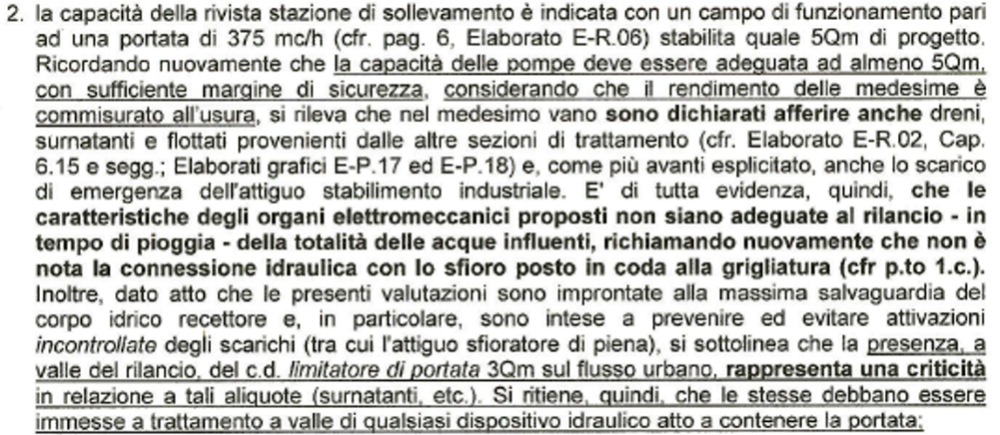 2. la capacità della rivista stazione di sollevamento è indicata con un campo di funzionamento pari
ad una portata di 375 mc/h (cfr. pag. 6, Elaborato E-R.06) stabilita quale 5Qm di progetto.
Ricordando nuovamente che la capacità delle pompe deve essere adeguata ad almeno 5Qm,
con sufficiente margine di sicurezza, considerando che il rendimento delle medesime è
commisurato all'usura, si rileva che nel medesimo vano sono dichiarati afferire anche dreni,
surnatanti e flottati provenienti dalle altre sezioni di trattamento (cfr. Elaborato E-R.02, Cap.
6.15 e segg.; Elaborati grafici E-P.17 ed E-P.18) e, come più avanti esplicitato, anche lo scarico
di emergenza dell'attiguo stabilimento industriale. E' di tutta evidenza, quindi, che le
caratteristiche degli organi elettromeccanici proposti non siano adeguate al rilancio - in
tempo di pioggia - della totalità delle acque influenti, richiamando nuovamente che non è
nota la connessione idraulica con lo sfioro posto in coda alla grigliatura (cfr p.to 1.c.).
Inoltre, dato atto che le presenti valutazioni sono improntate alla massima salvaguardia del
corpo idrico recettore e, in particolare, sono intese a prevenire ed evitare attivazioni
incontrollate degli scarichi (tra cui l'attiguo sfioratore di piena), si sottolinea che la presenza, a
valle del rilancio, del c.d. limitatore di portata 3Qm sul flusso urbano, rappresenta una criticità
in relazione a tali aliquote (surnatanti, etc.). Si ritiene, quindi, che le stesse debbano essere
immesse a trattamento a valle di qualsiasi dispositivo idraulico atto a contenere la portata;